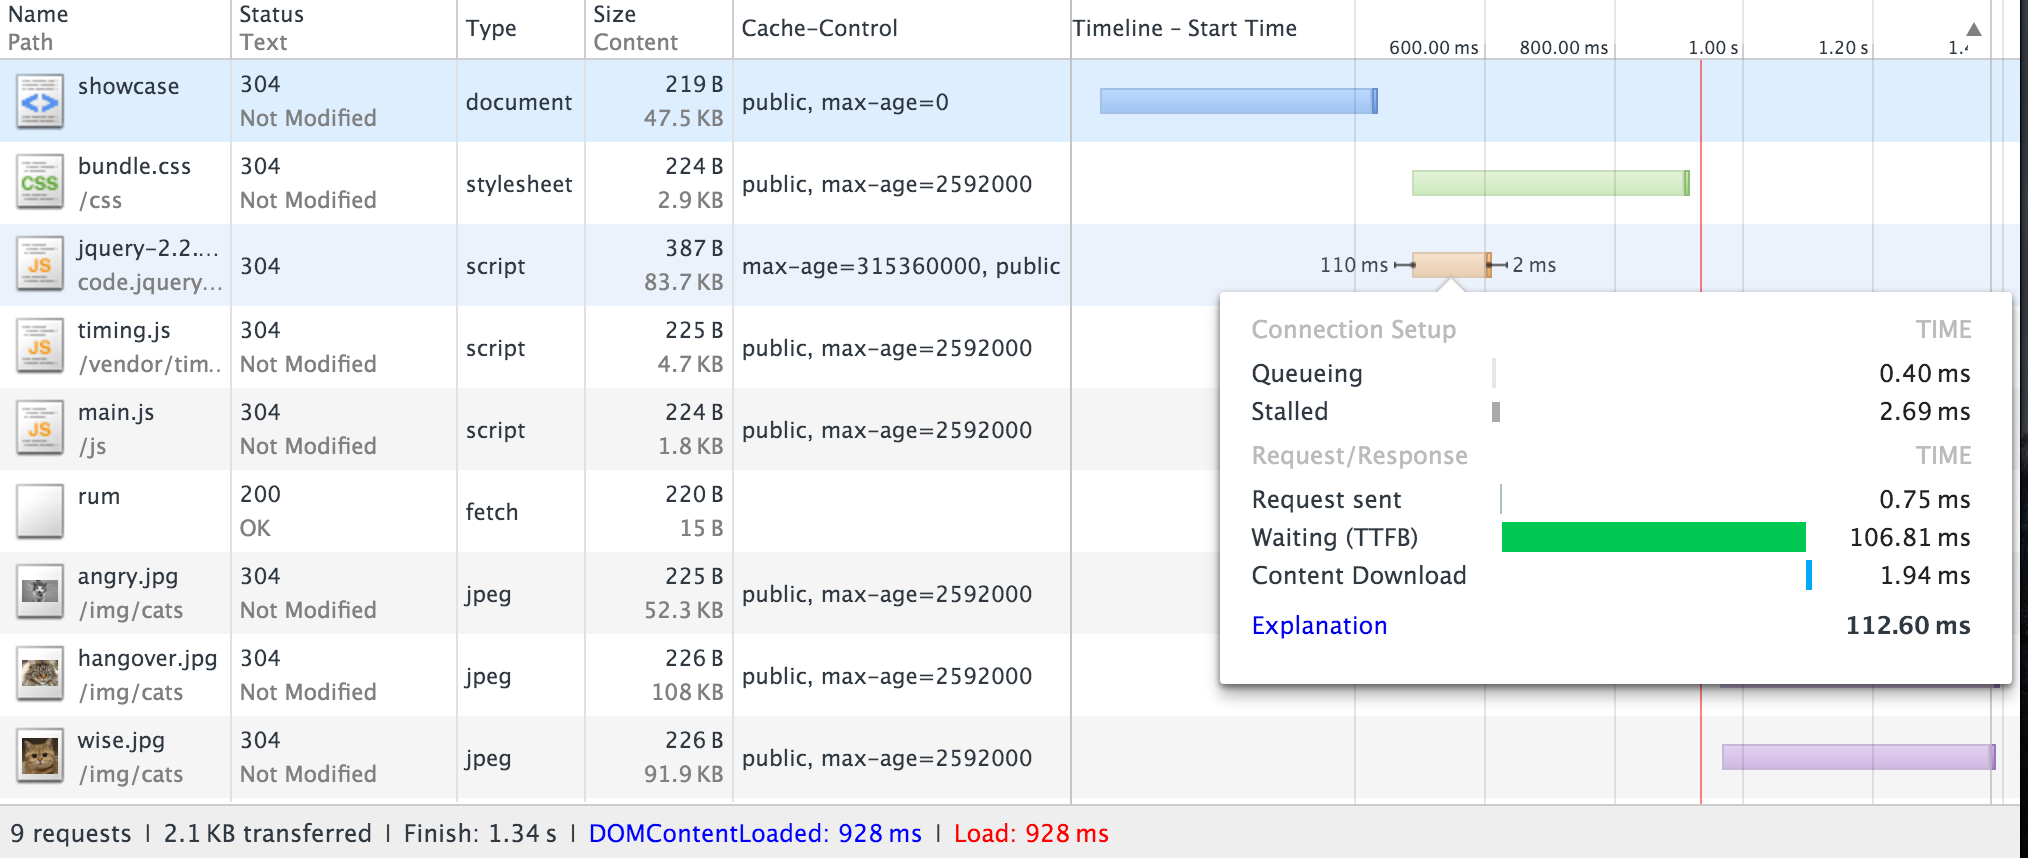 Name Status Type Size Cache-Control Timeline – Start Time
Path Text Content
600.00 ms 800.00 ms 1.00 s 1.20 s
showcase 304 document 219 B public, max-age=0
Not Modified 47.5 KB
bundle.css 304 stylesheet 224 B public, max-age=2592000
/css Not Modified 2.9 KB
jquery-2.2.... 304 script 387 B max-age=315360000, public 110 ms 2 ms
code.jquery... 83.7 KB
timing.js 304 script 225 B public, max-age=2592000
/vendor/tim.. Not Modified 4.7 KB
main.js 304 script 224 B public, max-age=2592000
/js Not Modified 1.8 KB
rum 200 fetch 220 B
OK 15 B
angry.jpg 304 jpeg 225 B public, max-age=2592000
/img/cats Not Modified 52.3 KB
hangover.jpg 304 jpeg 226 B public, max-age=2592000
/img/cats Not Modified 108 KB
wise.jpg 304 jpeg 226 B public, max-age=2592000
/img/cats Not Modified 91.9 KB
Connection Setup TIME
Queueing 0.40 ms
Stalled 2.69 ms
Request/Response TIME
Request sent 0.75 ms
Waiting (TTFB) 106.81 ms
Content Download 1.94 ms
Explanation 112.60 ms
CSS
JS
JS
JS
9 requests | 2.1 KB transferred | Finish: 1.34 s | DOMContentLoaded: 928 ms | Load: 928 ms